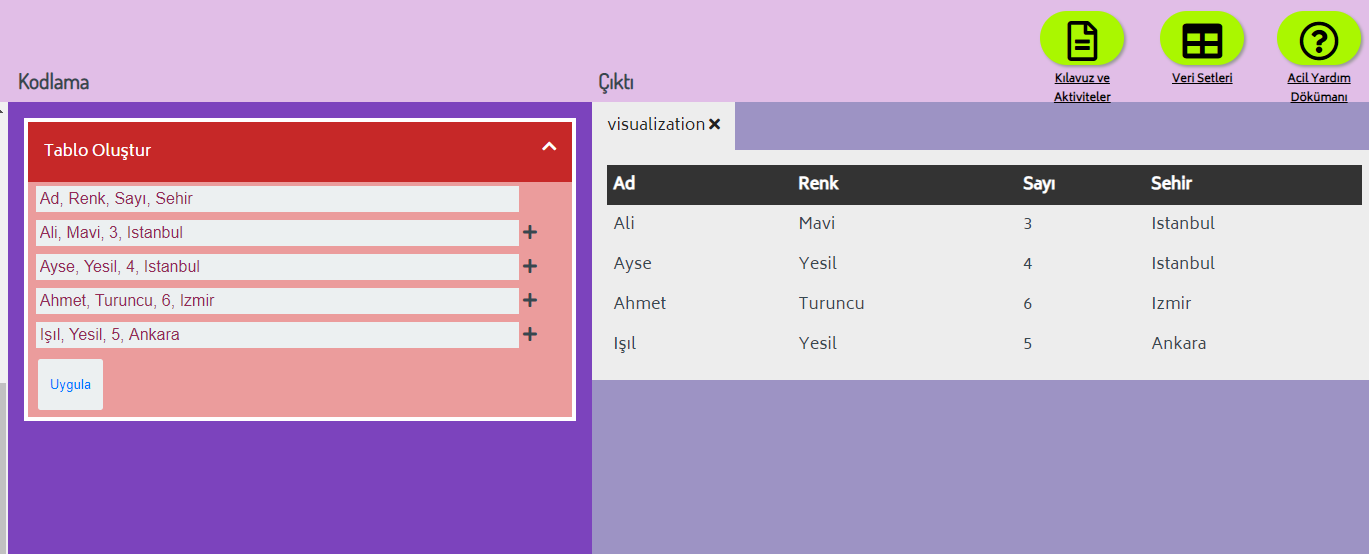 Kodlama
Çıktı
Kılavuz ve
Aktiviteler
Veri Setleri
Acil Yardım
Dökümanı
Tablo Oluştur
Ad, Renk, Sayı, Sehir
Ali, Mavi, 3, Istanbul
Ayse, Yesil, 4, Istanbul
Ahmet, Turuncu, 6, Izmir
Işıl, Yesil, 5, Ankara
Uygula
visualization
Ad Renk Sayı Sehir
Ali Mavi 3 Istanbul
Ayse Yesil 4 Istanbul
Ahmet Turuncu 6 Izmir
Işıl Yesil 5 Ankara